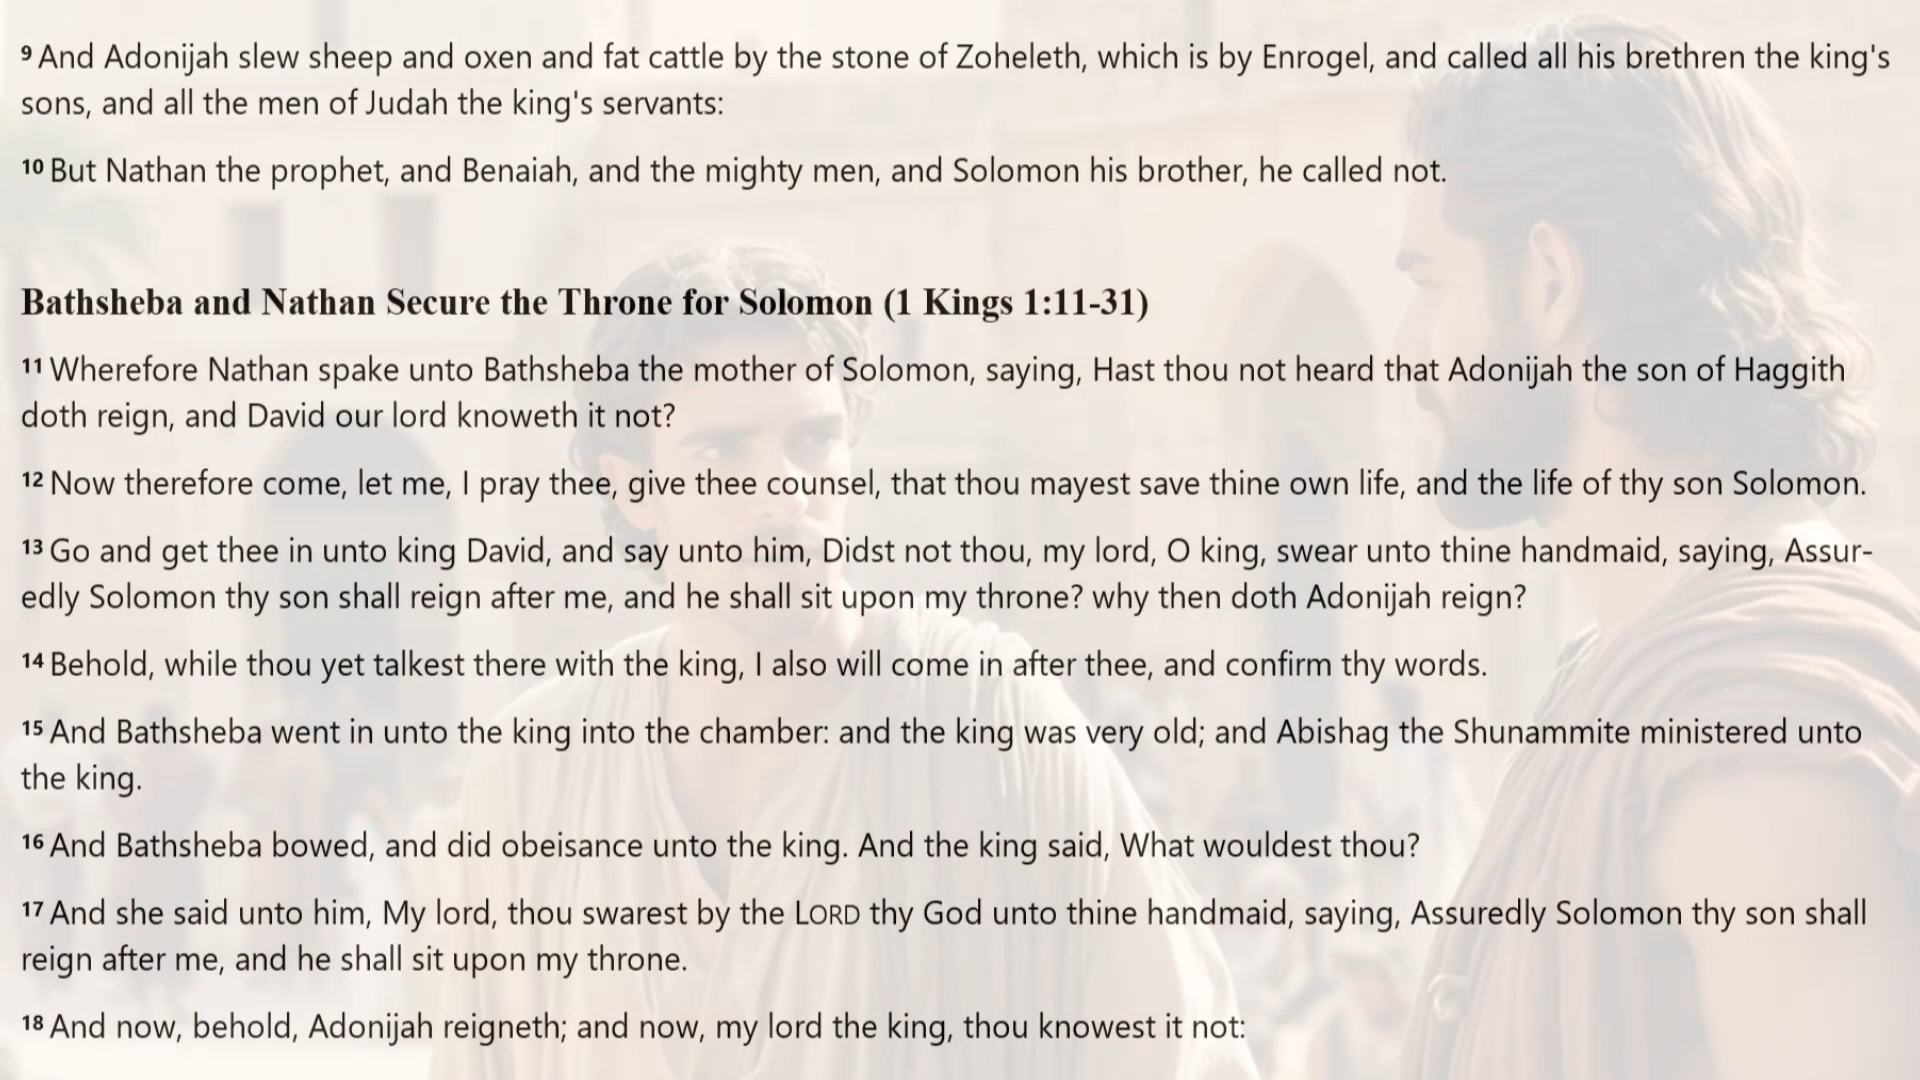 9 And Adonijah slew sheep and oxen and fat cattle by the stone of Zoheleth, which is by Enrogel, and called all his brethren the king's
sons, and all the men of Judah the king's servants:
10 But Nathan the prophet, and Benaiah, and the mighty men, and Solomon his brother, he called not.
Bathsheba and Nathan Secure the Throne for Solomon (1 Kings 1:11-31)
11 Wherefore Nathan spake unto Bathsheba the mother of Solomon, saying, Hast thou not heard that Adonijah the son of Haggith
doth reign, and David our lord knoweth it not?
12 Now therefore come, let me, I pray thee, give thee counsel, that thou mayest save thine own life, and the life of thy son Solomon.
13 Go and get thee in unto king David, and say unto him, Didst not thou, my lord, O king, swear unto thine handmaid, saying, Assur-
edly Solomon thy son shall reign after me, and he shall sit upon my throne? why then doth Adonijah reign?
14 Behold, while thou yet talkest there with the king, I also will come in after thee, and confirm thy words.
15 And Bathsheba went in unto the king into the chamber: and the king was very old; and Abishag the Shunammite ministered unto
the king.
16 And Bathsheba bowed, and did obeisance unto the king. And the king said, What wouldest thou?
17 And she said unto him, My lord, thou swarest by the LORD thy God unto thine handmaid, saying, Assuredly Solomon thy son shall
reign after me, and he shall sit upon my throne.
18 And now, behold, Adonijah reigneth; and now, my lord the king, thou knowest it not: